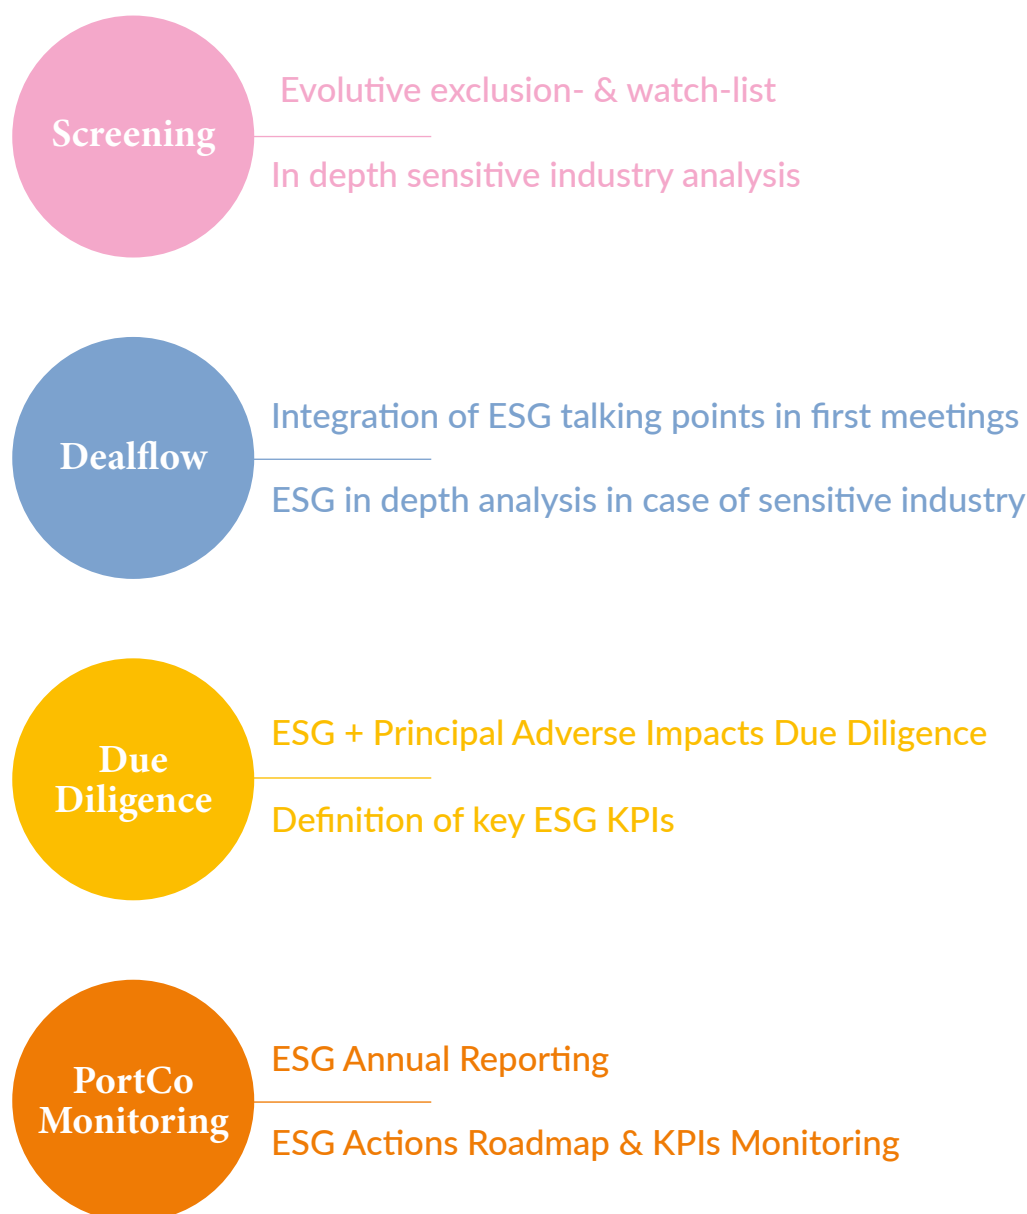 Screening
Evolutive exclusion- & watch-list
In depth sensitive industry analysis
Dealflow
Integration of ESG talking points in first meetings
ESG in depth analysis in case of sensitive industry
Due
Diligence
ESG + Principal Adverse Impacts Due Diligence
Definition of key ESG KPIs
PortCo
Monitoring
ESG Annual Reporting
ESG Actions Roadmap & KPIs Monitoring